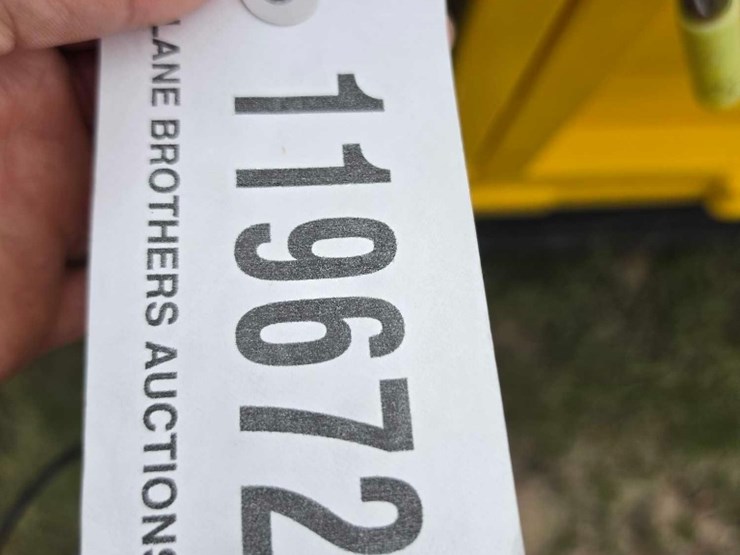 119672
LANE BROTHERS AUCTIONS